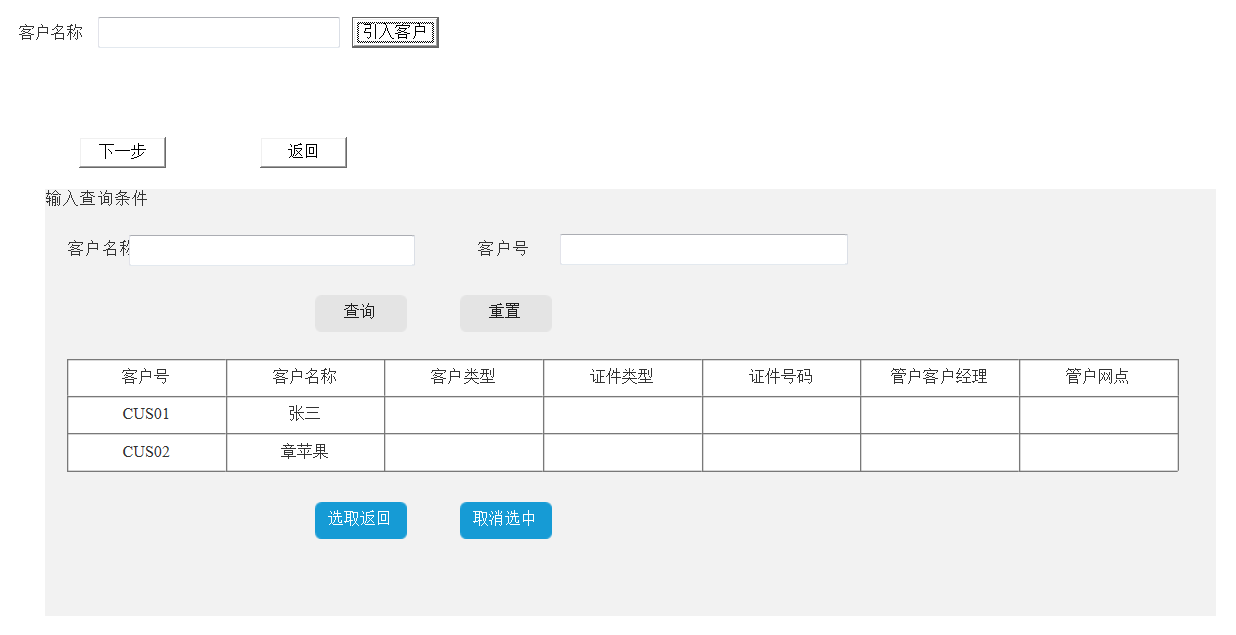 客户名称 引入客户
下一步 返回
输入查询条件
客户名称 客户号
查询 重置
客户号 客户名称 客户类型 证件类型 证件号码 管户客户经理 管户网点
CUS01 张三
CUS02 章苹果
选取返回 取消选中